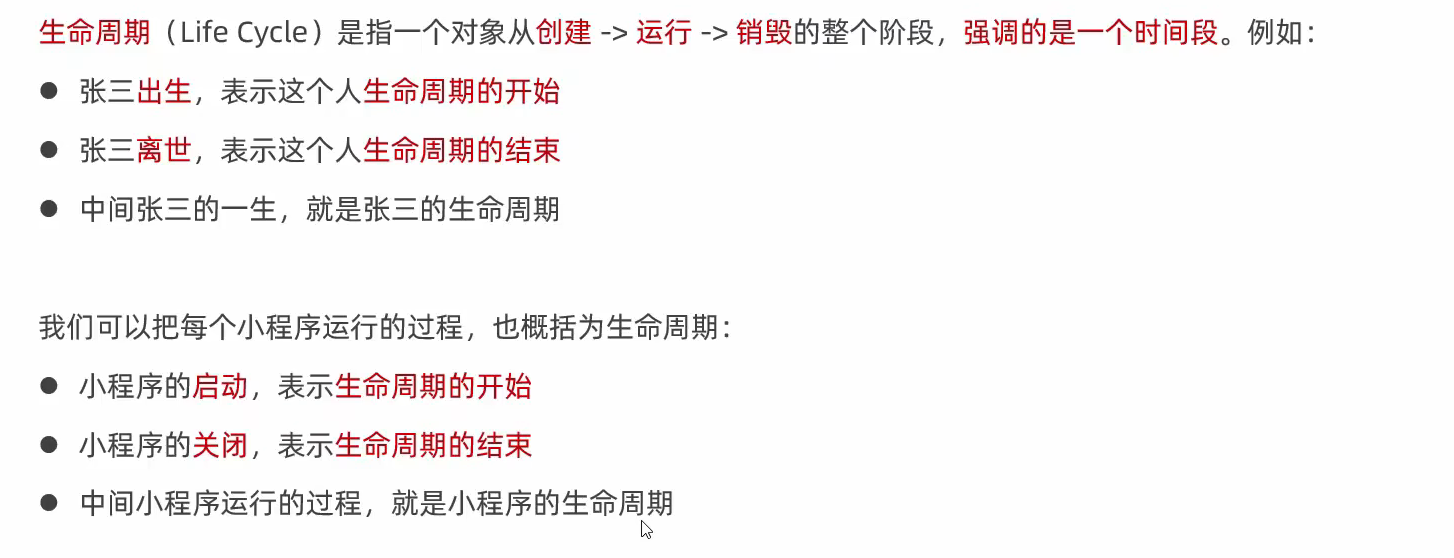 生命周期（Life Cycle）是指一个对象从创建 -> 运行 -> 销毁的整个阶段，强调的是一个时间段。例如：
● 张三出生，表示这个人生命周期的开始
● 张三离世，表示这个人生命周期的结束
● 中间张三的一生，就是张三的生命周期
我们可以把每个小程序运行的过程，也概括为生命周期：
● 小程序的启动，表示生命周期的开始
● 小程序的关闭，表示生命周期的结束
● 中间小程序运行的过程，就是小程序的生命周期